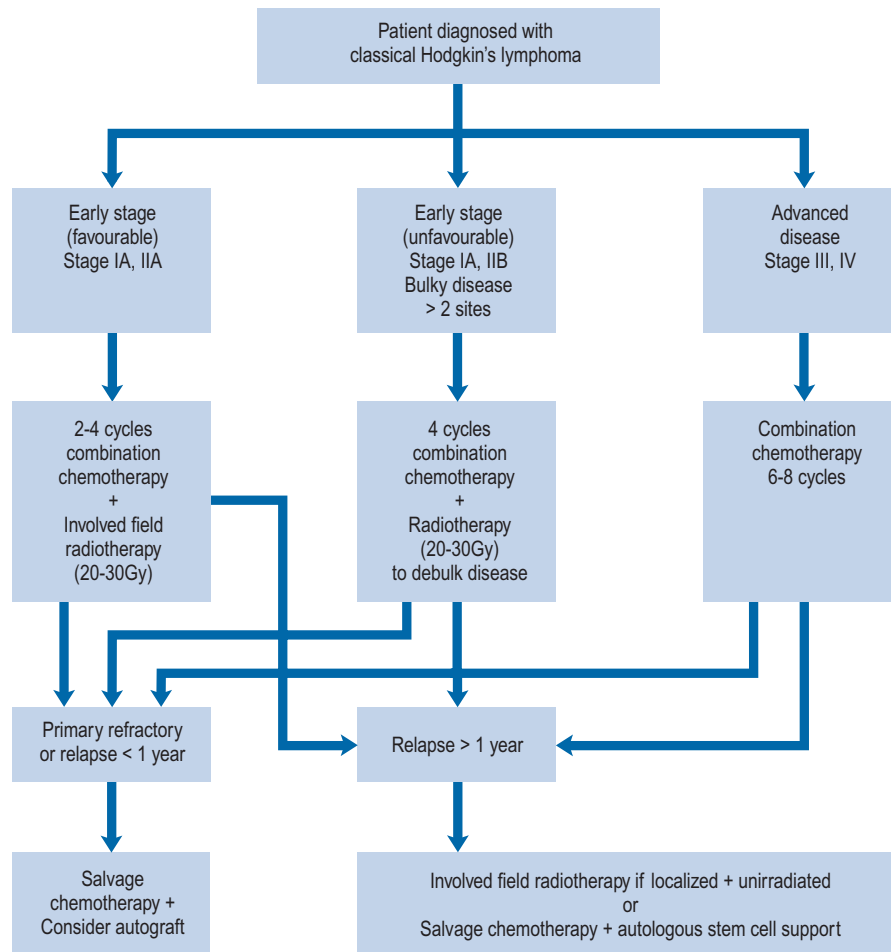 Patient diagnosed with
classical Hodgkin's lymphoma
Early stage
(favourable)
Stage IA, IIA
Early stage
(unfavourable)
Stage IA, IIB
Bulky disease
> 2 sites
Advanced
disease
Stage III, IV
2-4 cycles
combination
chemotherapy
+
Involved field
radiotherapy
(20-30Gy)
4 cycles
combination
chemotherapy
+
Radiotherapy
(20-30Gy)
to debulk disease
Combination
chemotherapy
6-8 cycles
Primary refractory
or relapse < 1 year
Relapse > 1 year
Salvage
chemotherapy +
Consider autograft
Involved field radiotherapy if localized + unirradiated
or
Salvage chemotherapy + autologous stem cell support